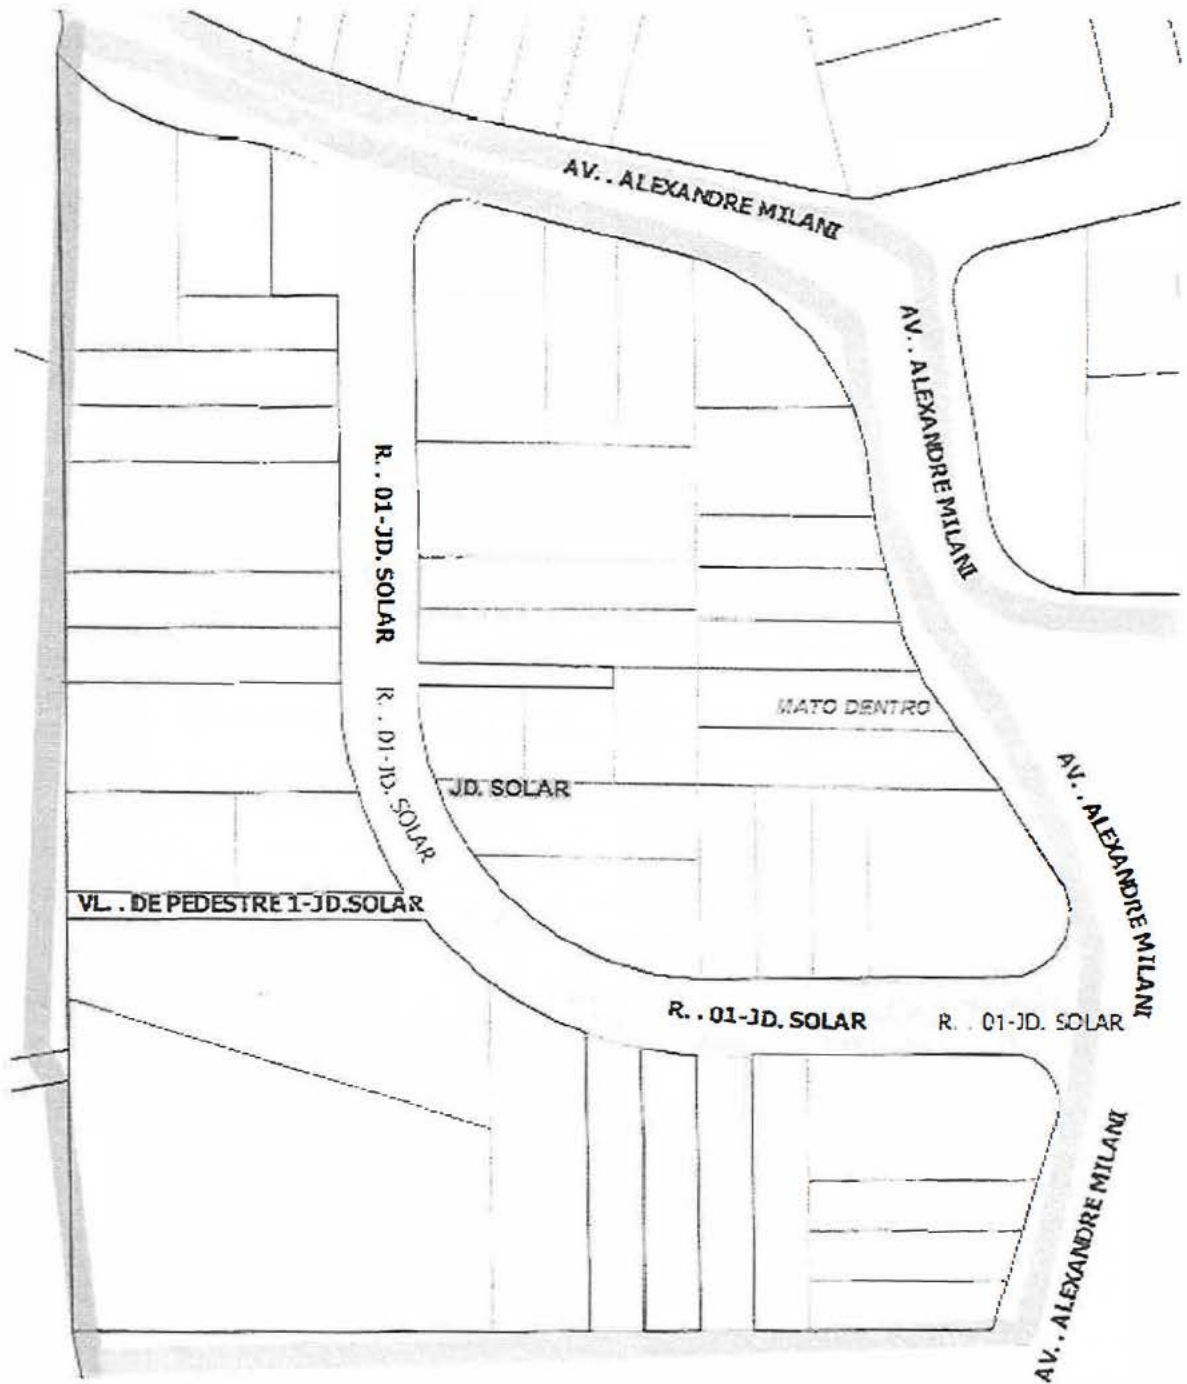 AV. . ALEXANDRE MILANI
AV. . ALEXANDRE MILANI
R. . 01-JD. SOLAR
R. . 01-JD. SOLAR
MATO DENTRO
JD. SOLAR
AV. . ALEXANDRE MILANI
VL. . DE PEDESTRE 1-JD.SOLAR
R. . 01-JD. SOLAR
R. . 01-JD. SOLAR
AV. . ALEXANDRE MILANI